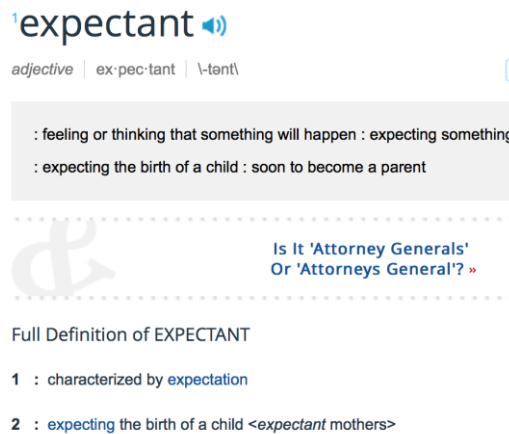 1expectant
adjective ex·pec·tant \-tənt\
: feeling or thinking that something will happen : expecting something
: expecting the birth of a child : soon to become a parent
&
Is It 'Attorney Generals'
Or 'Attorneys General'? »
Full Definition of EXPECTANT
1 : characterized by expectation
2 : expecting the birth of a child <expectant mothers>